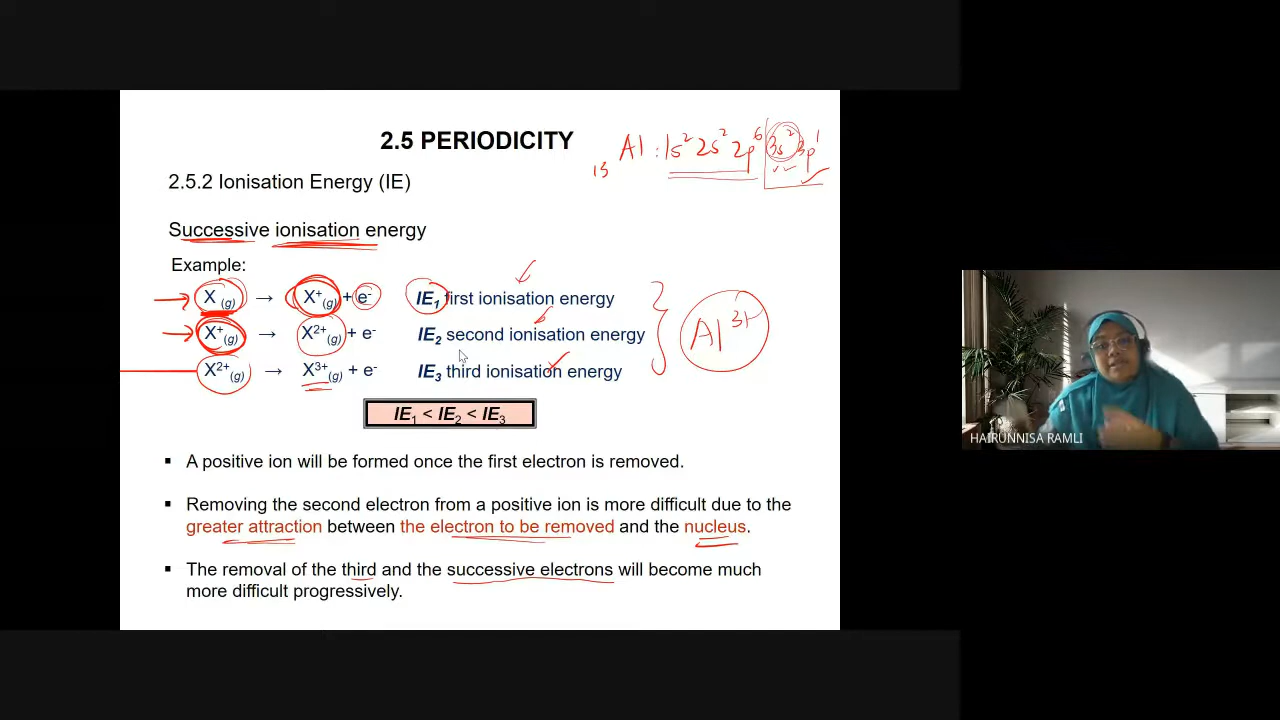 2.5 PERIODICITY
13 Al : 1s² 2s² 2p⁶ 3s² 3p¹
2.5.2 Ionisation Energy (IE)
Successive ionisation energy
Example:
X (g) → X⁺(g) + e⁻ IE₁ first ionisation energy
X⁺(g) → X²⁺(g) + e⁻ IE₂ second ionisation energy
Al³⁺
X²⁺(g) → X³⁺(g) + e⁻ IE₃ third ionisation energy
IE₁ < IE₂ < IE₃
▪ A positive ion will be formed once the first electron is removed.
▪ Removing the second electron from a positive ion is more difficult due to the
greater attraction between the electron to be removed and the nucleus.
▪ The removal of the third and the successive electrons will become much
more difficult progressively.
HAIRUNNISA RAMLI